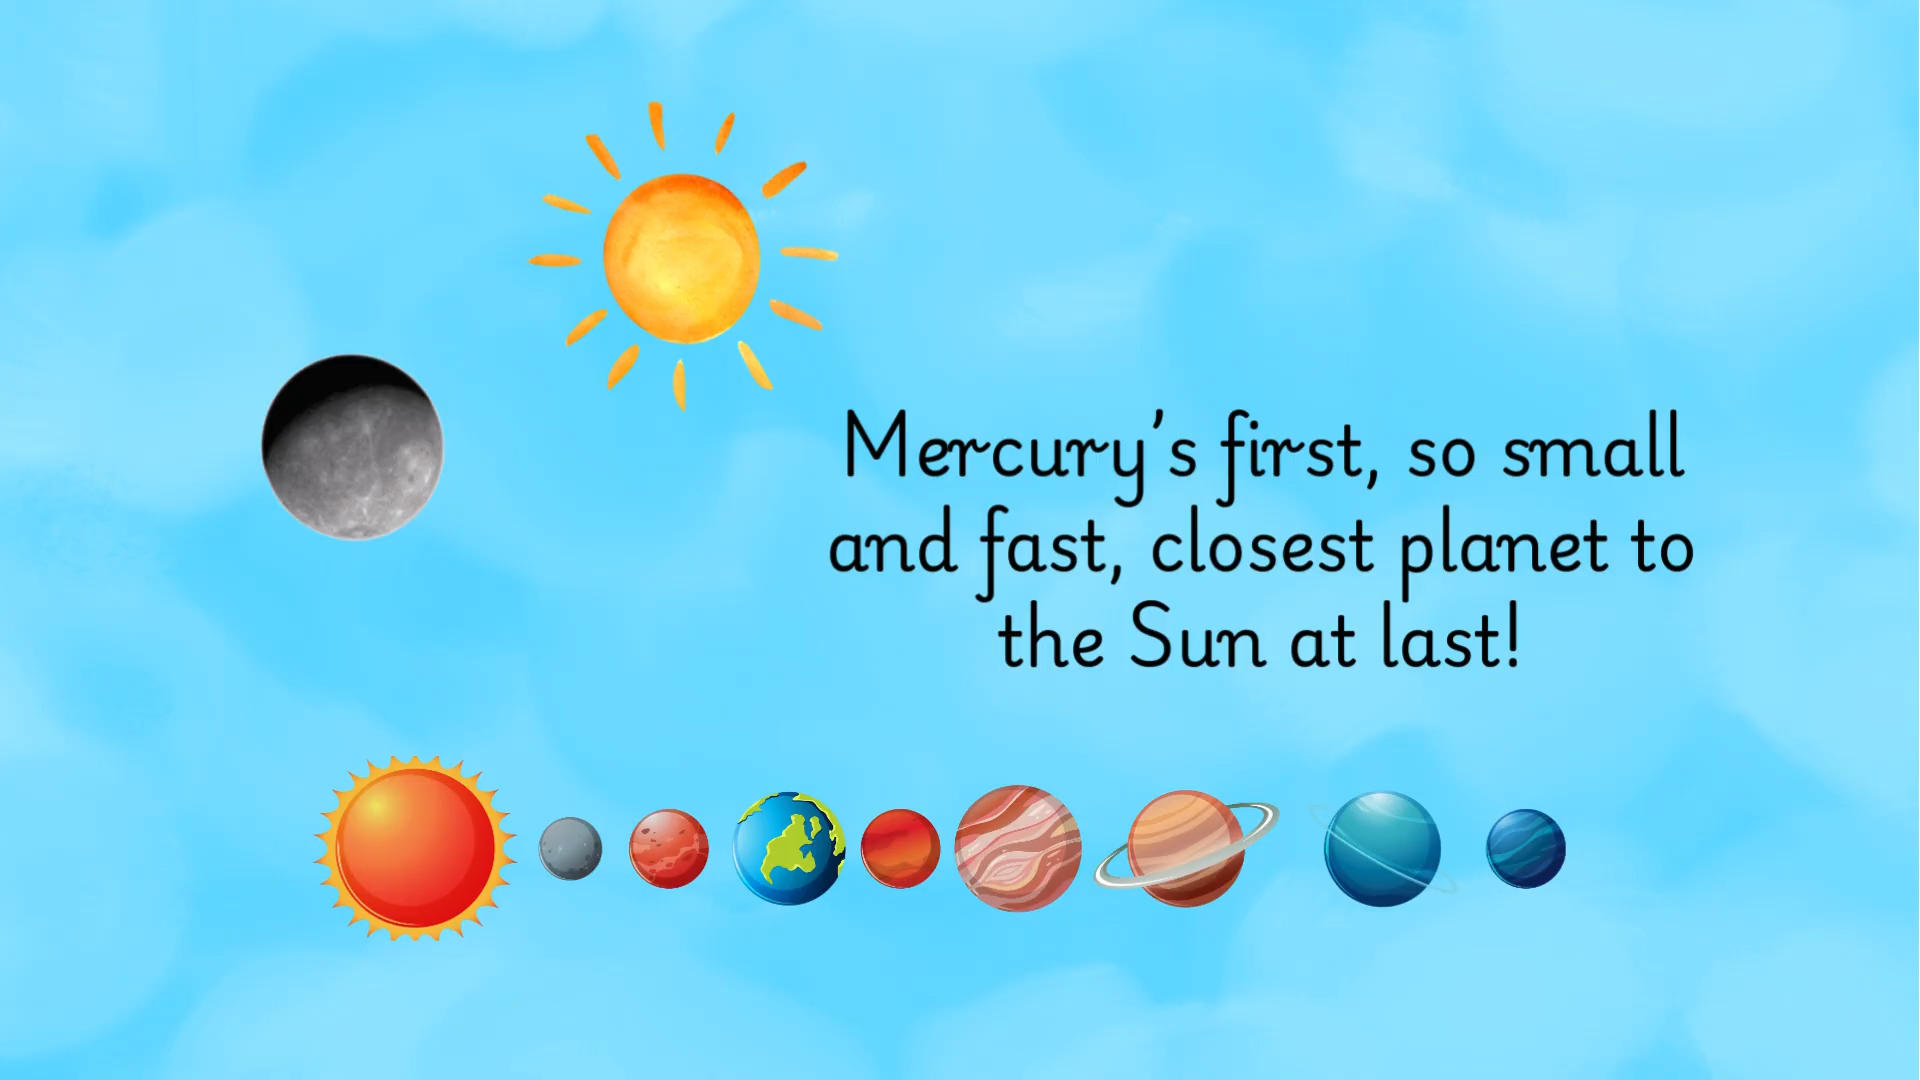 Mercury’s first, so small
and fast, closest planet to
the Sun at last!